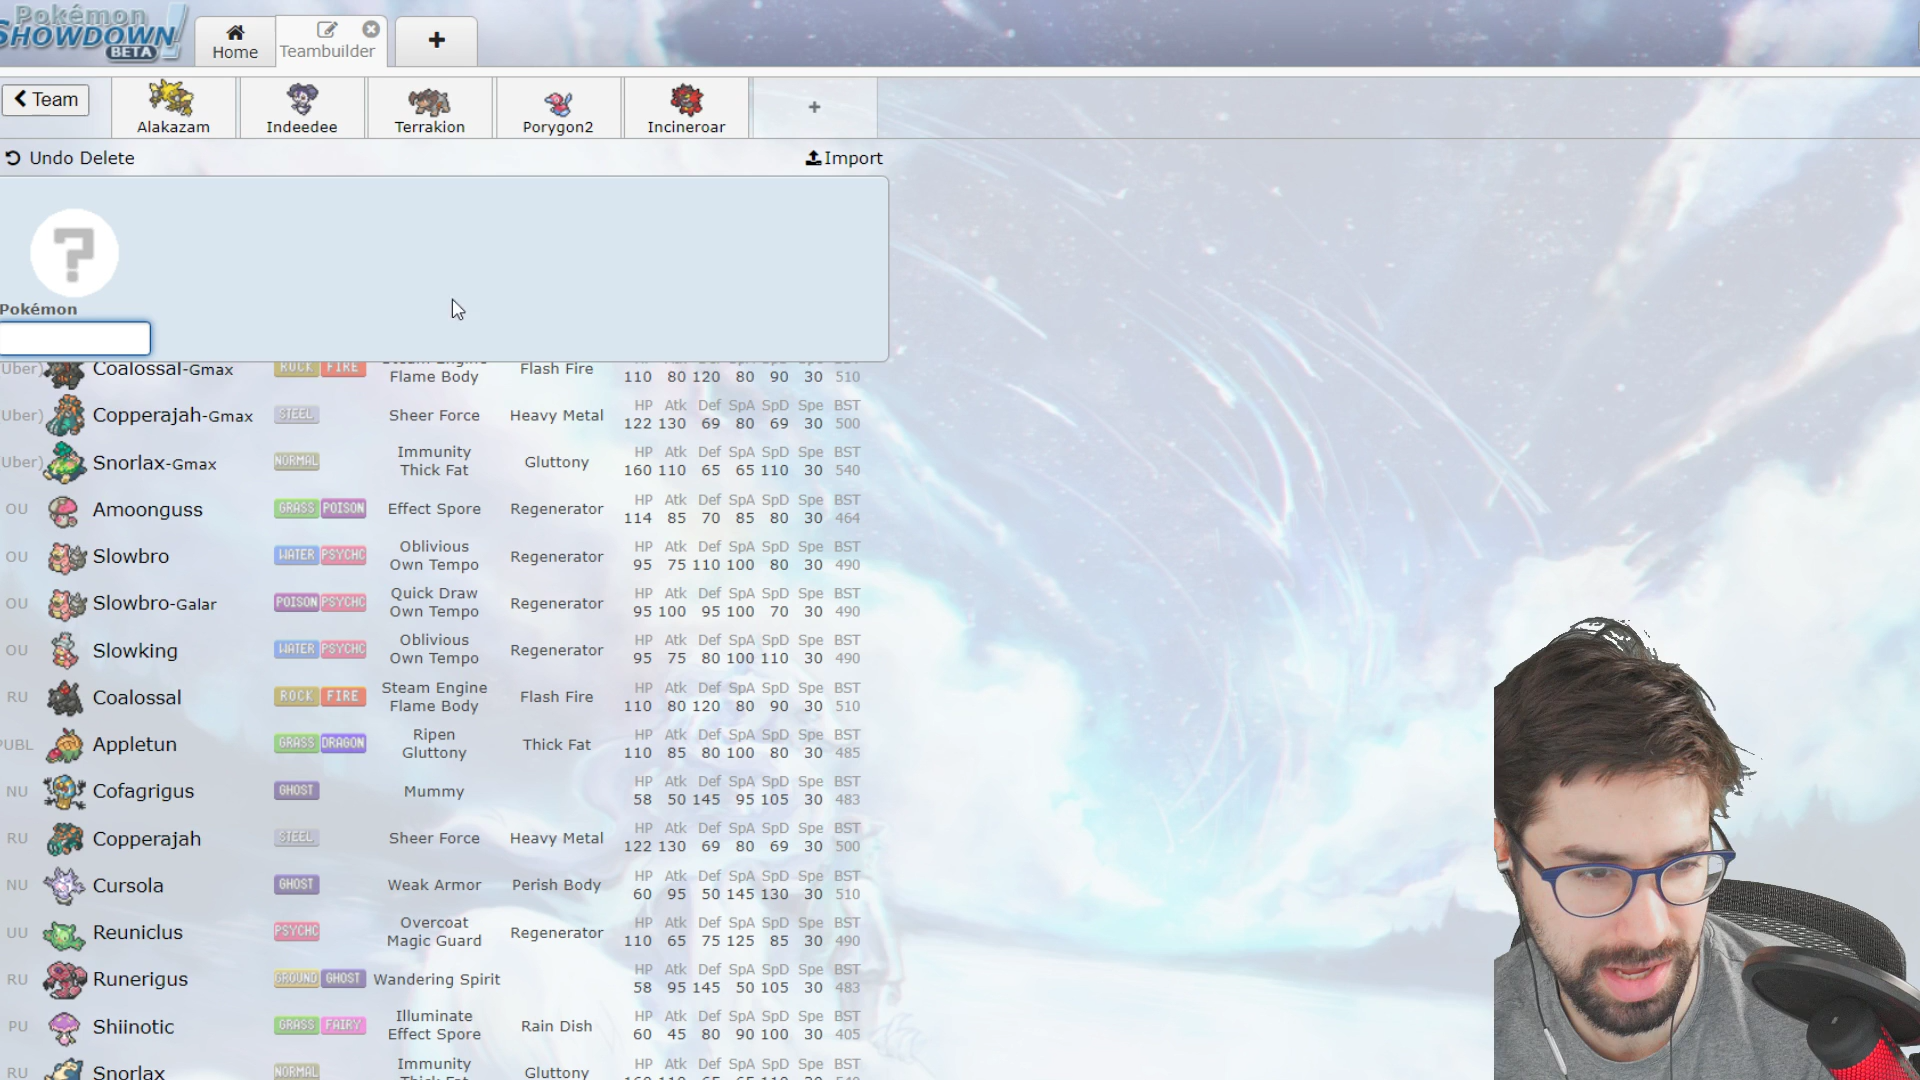 Pokémon
SHOWDOWN!
BETA
Home
Teambuilder
+
Team
Alakazam
Indeedee
Terrakion
Porygon2
Incineroar
+
Undo Delete
Import
?
Pokémon
Uber) Coalossal-Gmax ROCK FIRE Flame Body Flash Fire 110 80 120 80 90 30 510
HP Atk Def SpA SpD Spe BST
Uber) Copperajah-Gmax STEEL Sheer Force Heavy Metal 122 130 69 80 69 30 500
HP Atk Def SpA SpD Spe BST
Uber) Snorlax-Gmax NORMAL Immunity Thick Fat Gluttony 160 110 65 65 110 30 540
HP Atk Def SpA SpD Spe BST
OU Amoonguss GRASS POISON Effect Spore Regenerator 114 85 70 85 80 30 464
HP Atk Def SpA SpD Spe BST
OU Slowbro WATER PSYCHC Oblivious Own Tempo Regenerator 95 75 110 100 80 30 490
HP Atk Def SpA SpD Spe BST
OU Slowbro-Galar POISON PSYCHC Quick Draw Own Tempo Regenerator 95 100 95 100 70 30 490
HP Atk Def SpA SpD Spe BST
OU Slowking WATER PSYCHC Oblivious Own Tempo Regenerator 95 75 80 100 110 30 490
HP Atk Def SpA SpD Spe BST
RU Coalossal ROCK FIRE Steam Engine Flame Body Flash Fire 110 80 120 80 90 30 510
HP Atk Def SpA SpD Spe BST
PUBL Appletun GRASS DRAGON Ripen Gluttony Thick Fat 110 85 80 100 80 30 485
HP Atk Def SpA SpD Spe BST
NU Cofagrigus GHOST Mummy 58 50 145 95 105 30 483
HP Atk Def SpA SpD Spe BST
RU Copperajah STEEL Sheer Force Heavy Metal 122 130 69 80 69 30 500
HP Atk Def SpA SpD Spe BST
NU Cursola GHOST Weak Armor Perish Body 60 95 50 145 130 30 510
HP Atk Def SpA SpD Spe BST
UU Reuniclus PSYCHC Overcoat Magic Guard Regenerator 110 65 75 125 85 30 490
HP Atk Def SpA SpD Spe BST
RU Runerigus GROUND GHOST Wandering Spirit 58 95 145 50 105 30 483
HP Atk Def SpA SpD Spe BST
PU Shiinotic GRASS FAIRY Illuminate Effect Spore Rain Dish 60 45 80 90 100 30 405
HP Atk Def SpA SpD Spe BST
RU Snorlax NORMAL Immunity Gluttony